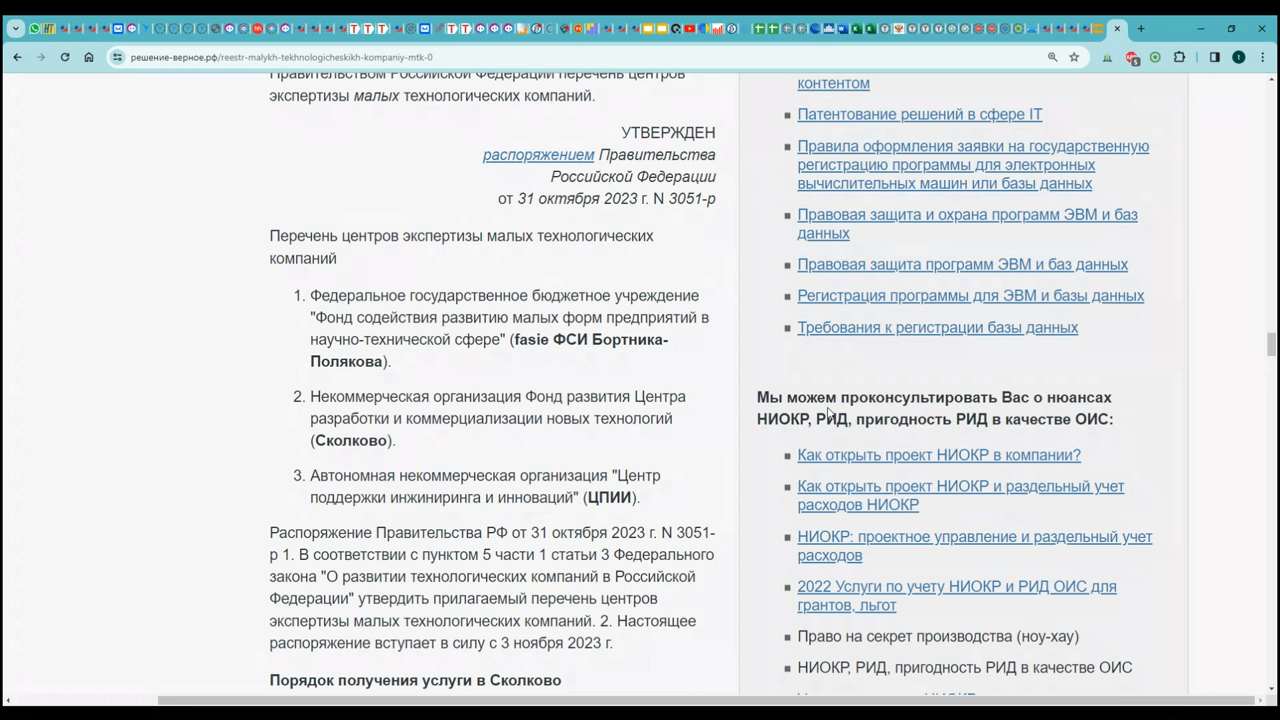 решение-верное.рф/reestr-malykh-tekhnologicheskikh-kompaniy-mtk-0
Правительством Российской Федерации перечень центров
экспертизы малых технологических компаний.
УТВЕРЖДЕН
распоряжением Правительства
Российской Федерации
от 31 октября 2023 г. N 3051-р
Перечень центров экспертизы малых технологических
компаний
1. Федеральное государственное бюджетное учреждение
"Фонд содействия развитию малых форм предприятий в
научно-технической сфере" (fasie ФСИ Бортника-
Полякова).
2. Некоммерческая организация Фонд развития Центра
разработки и коммерциализации новых технологий
(Сколково).
3. Автономная некоммерческая организация "Центр
поддержки инжиниринга и инноваций" (ЦПИИ).
Распоряжение Правительства РФ от 31 октября 2023 г. N 3051-
р 1. В соответствии с пунктом 5 части 1 статьи 3 Федерального
закона "О развитии технологических компаний в Российской
Федерации" утвердить прилагаемый перечень центров
экспертизы малых технологических компаний. 2. Настоящее
распоряжение вступает в силу с 3 ноября 2023 г.
Порядок получения услуги в Сколково
контентом
Патентование решений в сфере IT
Правила оформления заявки на государственную
регистрацию программы для электронных
вычислительных машин или базы данных
Правовая защита и охрана программ ЭВМ и баз
данных
Правовая защита программ ЭВМ и баз данных
Регистрация программы для ЭВМ и базы данных
Требования к регистрации базы данных
Мы можем проконсультировать Вас о нюансах
НИОКР, РИД, пригодность РИД в качестве ОИС:
Как открыть проект НИОКР в компании?
Как открыть проект НИОКР и раздельный учет
расходов НИОКР
НИОКР: проектное управление и раздельный учет
расходов
2022 Услуги по учету НИОКР и РИД ОИС для
грантов, льгот
Право на секрет производства (ноу-хау)
НИОКР, РИД, пригодность РИД в качестве ОИС